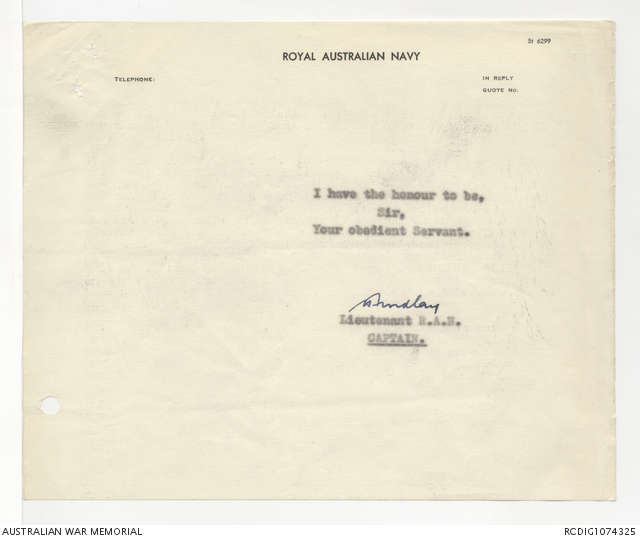 St 6299
ROYAL AUSTRALIAN NAVY
TELEPHONE:
IN REPLY
QUOTE No.
I have the honour to be,
Sir,
Your obedient Servant.
Lieutenant R.A.N.
CAPTAIN.
AUSTRALIAN WAR MEMORIAL
RCDIG1074325